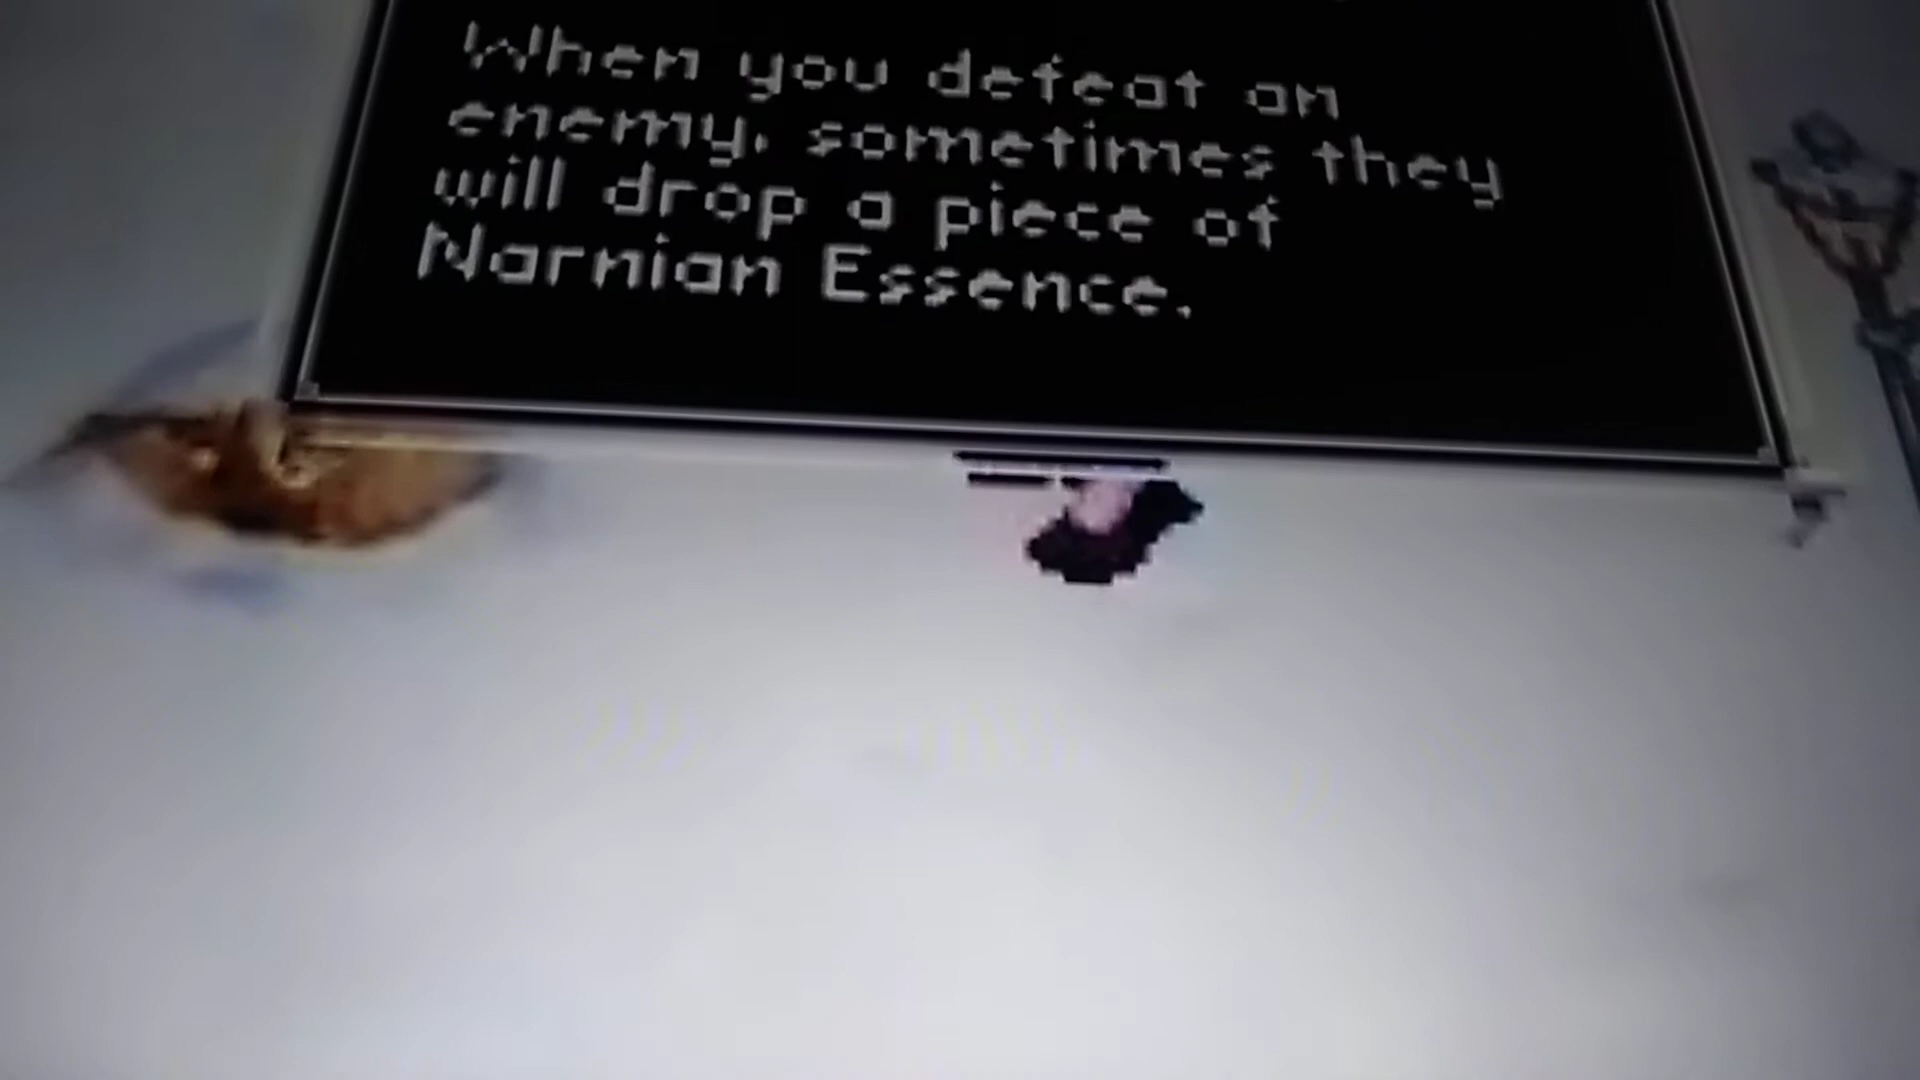 When you defeat an
enemy, sometimes they
will drop a piece of
Narnian Essence.